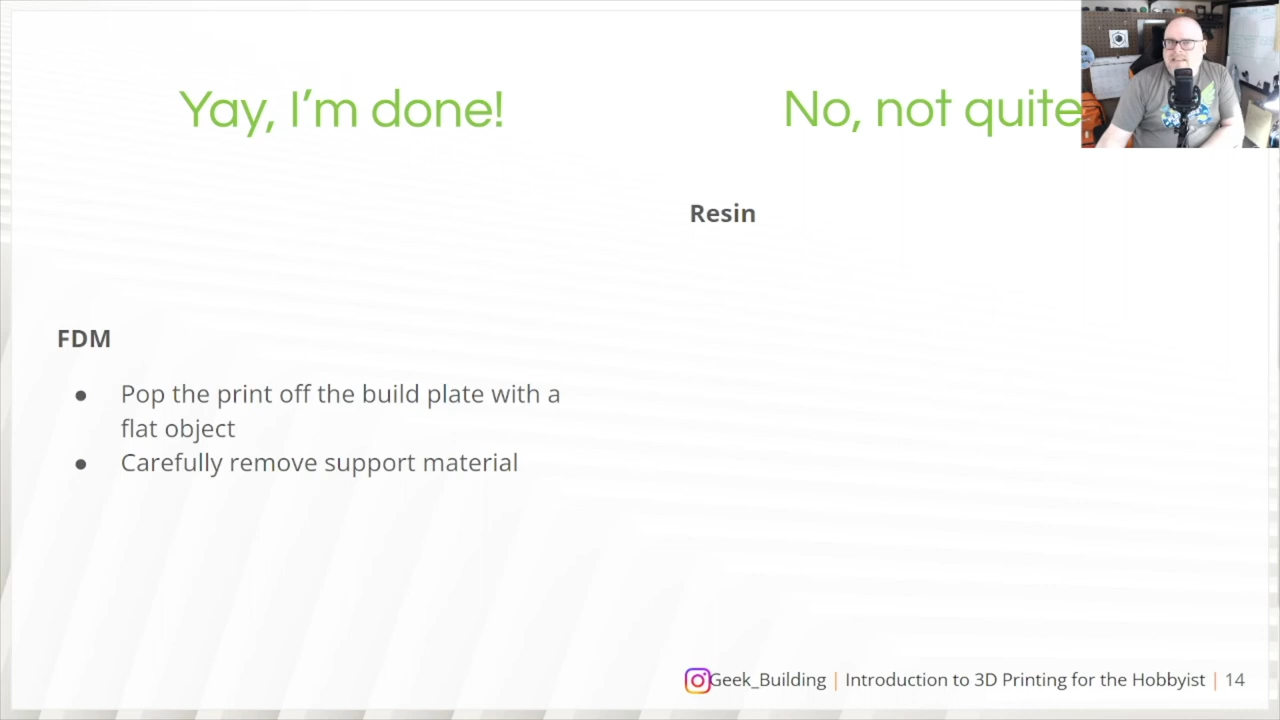 Yay, I'm done!
No, not quite
Resin
FDM
● Pop the print off the build plate with a
flat object
● Carefully remove support material
Geek_Building | Introduction to 3D Printing for the Hobbyist | 14